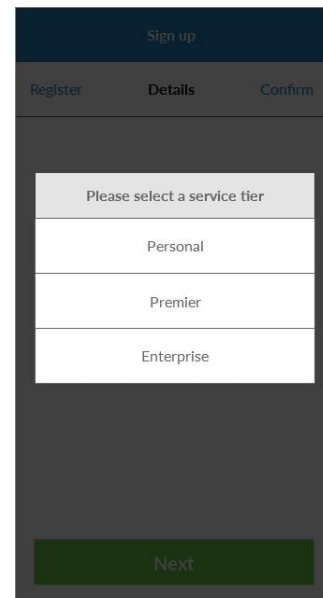 Sign up
Register Details Confirm
Please select a service tier
Personal
Premier
Enterprise
Next